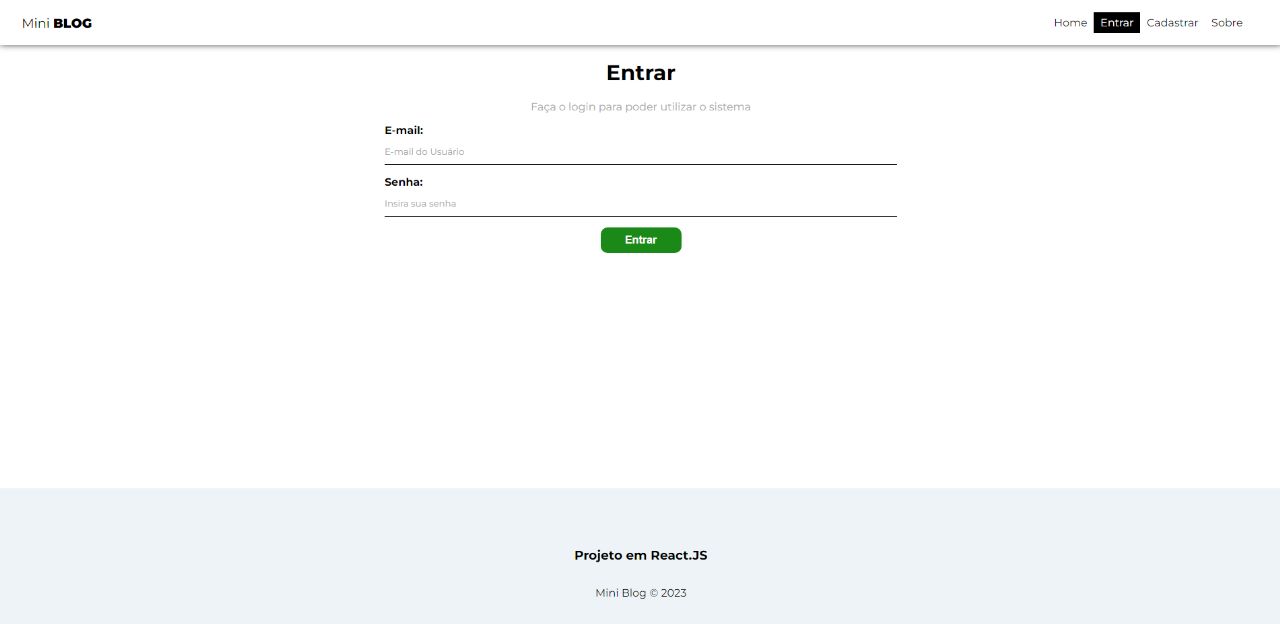 Mini BLOG
Home Entrar Cadastrar Sobre
Entrar
Faça o login para poder utilizar o sistema
E-mail:
E-mail do Usuário
Senha:
Insira sua senha
Entrar
Projeto em React.JS
Mini Blog © 2023